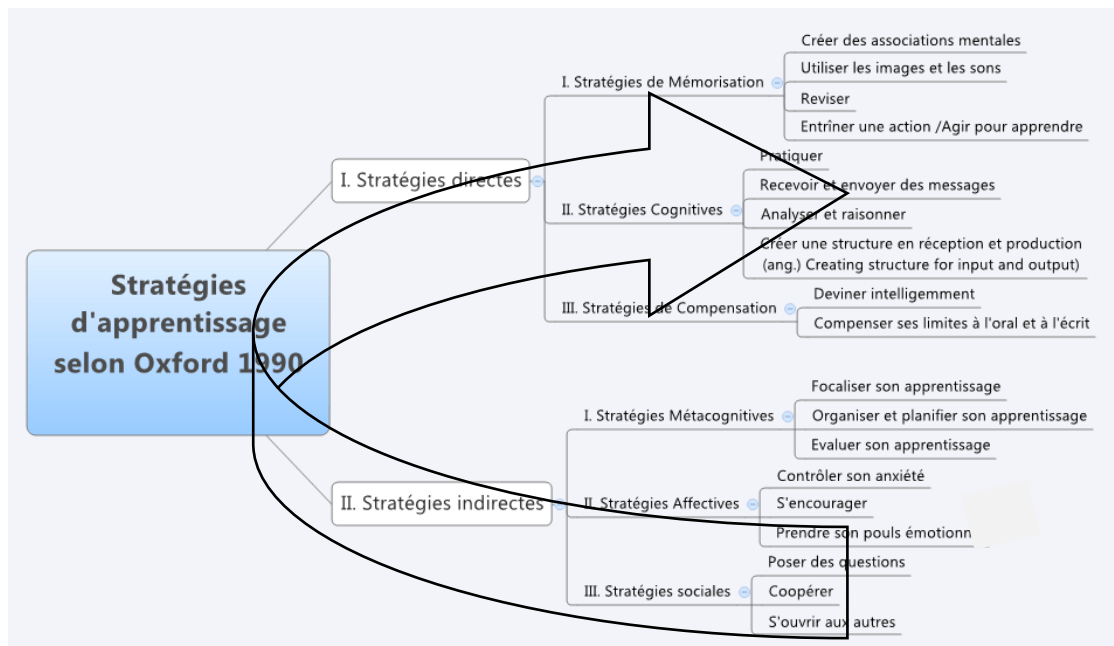 Stratégies
d'apprentissage
selon Oxford 1990
I. Stratégies directes
I. Stratégies de Mémorisation
Créer des associations mentales
Utiliser les images et les sons
Reviser
Entrîner une action /Agir pour apprendre
II. Stratégies Cognitives
Pratiquer
Recevoir et envoyer des messages
Analyser et raisonner
Créer une structure en réception et production
(ang.) Creating structure for input and output)
III. Stratégies de Compensation
Deviner intelligemment
Compenser ses limites à l'oral et à l'écrit
II. Stratégies indirectes
I. Stratégies Métacognitives
Focaliser son apprentissage
Organiser et planifier son apprentissage
Evaluer son apprentissage
II. Stratégies Affectives
Contrôler son anxiété
S'encourager
Prendre son pouls émotionn
III. Stratégies sociales
Poser des questions
Coopérer
S'ouvrir aux autres